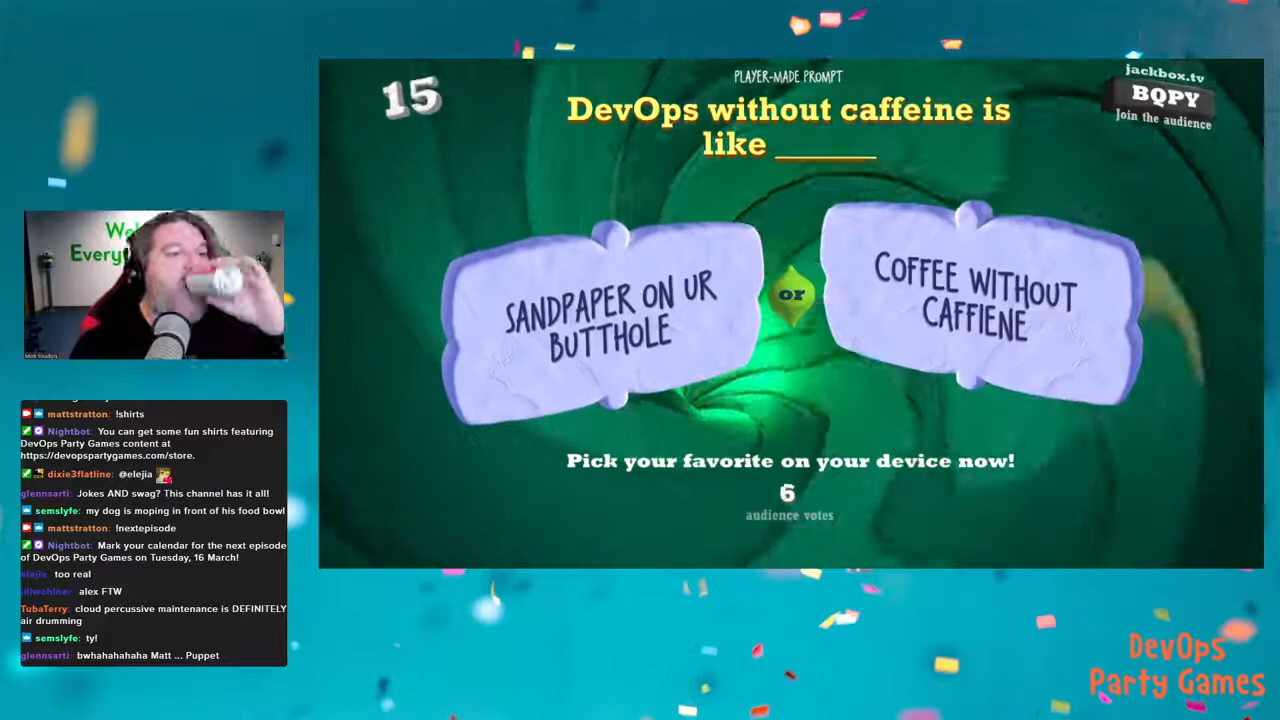 15
PLAYER-MADE PROMPT
DevOps without caffeine is
like ______
jackbox.tv
BQPY
Join the audience
SANDPAPER ON UR
BUTTHOLE
or
COFFEE WITHOUT
CAFFIENE
Pick your favorite on your device now!
6
audience votes
mattstratton: !shirts
Nightbot: You can get some fun shirts featuring
DevOps Party Games content at
https://devopspartygames.com/store.
dixie3flatline: @elejia
glennsarti: Jokes AND swag? This channel has it all!
semslyfe: my dog is moping in front of his food bowl
mattstratton: !nextepisode
Nightbot: Mark your calendar for the next episode
of DevOps Party Games on Tuesday, 16 March!
elejia: too real
alex FTW
TubaTerry: cloud percussive maintenance is DEFINITELY
air drumming
semslyfe: ty!
glennsarti: bwhahahahaha Matt ... Puppet
DevOps
Party Games